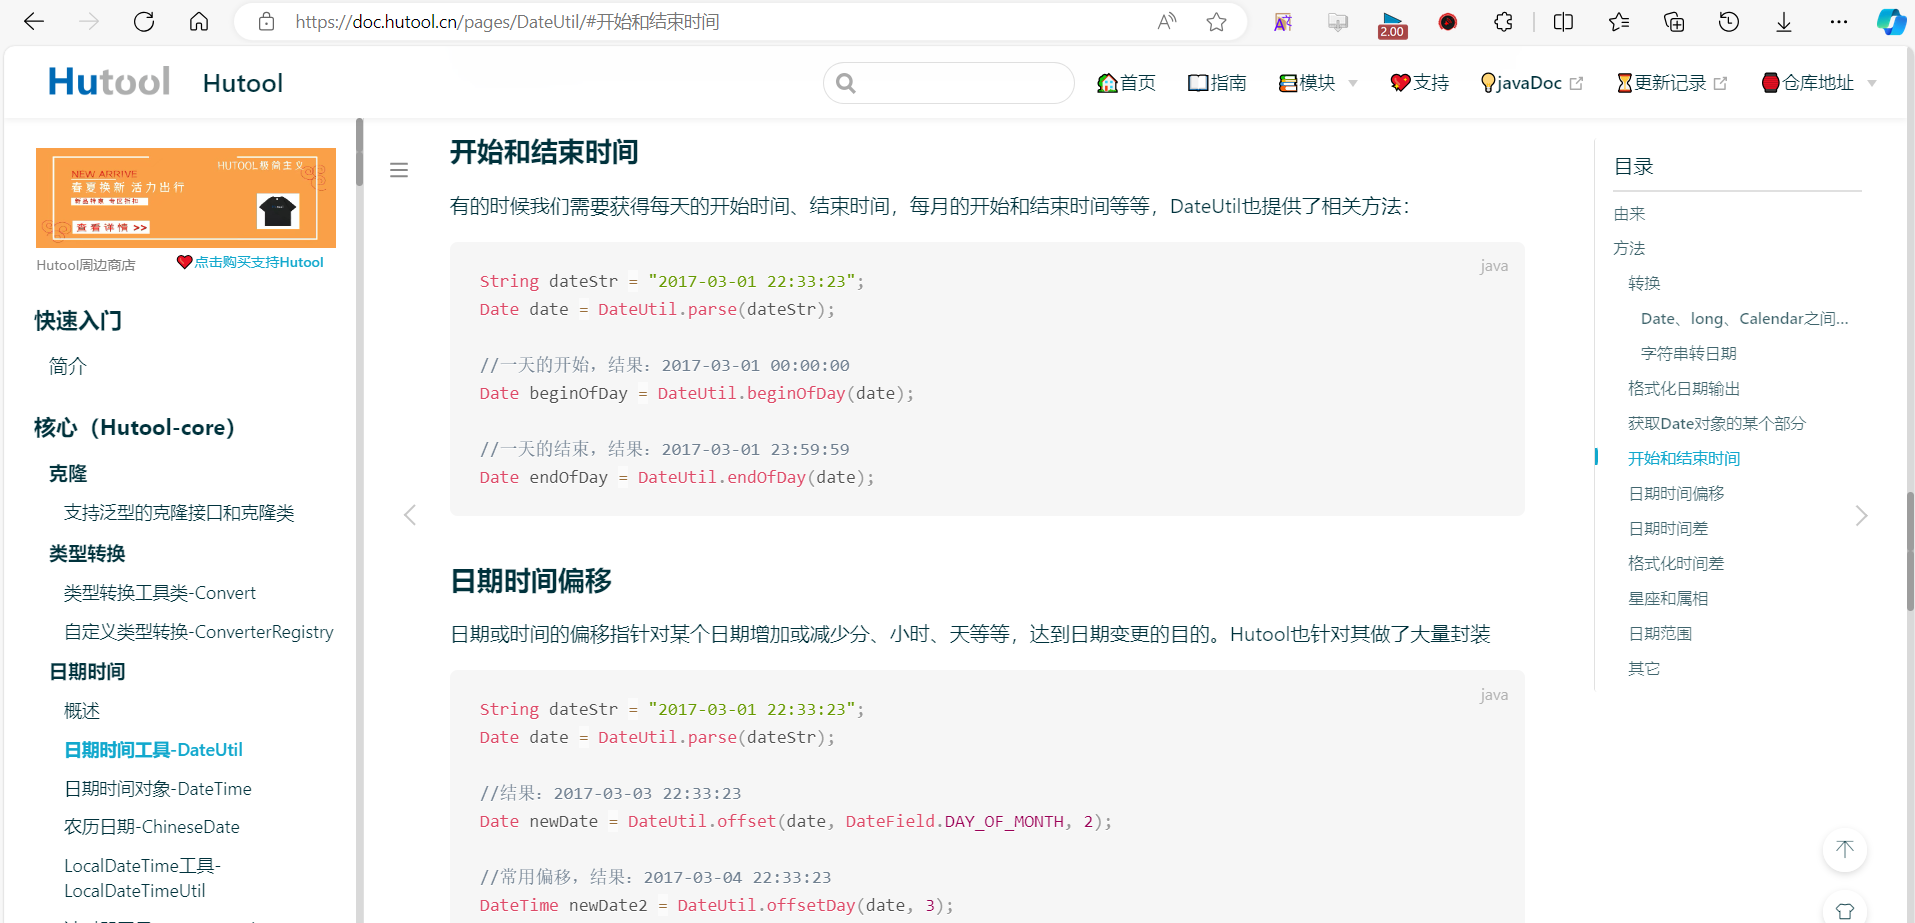 https://doc.hutool.cn/pages/DateUtil/#开始和结束时间
2.00
Hutool
Hutool
首页
指南
模块
支持
javaDoc
更新记录
仓库地址
HUTOOL极简主义
NEW ARRIVE
春夏换新 活力出行
新品特惠 专区折扣
查看详情 >>
Hutool周边商店
点击购买支持Hutool
快速入门
简介
核心（Hutool-core）
克隆
支持泛型的克隆接口和克隆类
类型转换
类型转换工具类-Convert
自定义类型转换-ConverterRegistry
日期时间
概述
日期时间工具-DateUtil
日期时间对象-DateTime
农历日期-ChineseDate
LocalDateTime工具-
LocalDateTimeUtil
开始和结束时间
有的时候我们需要获得每天的开始时间、结束时间，每月的开始和结束时间等等，DateUtil也提供了相关方法：
java
String dateStr = "2017-03-01 22:33:23";
Date date = DateUtil.parse(dateStr);
//一天的开始，结果：2017-03-01 00:00:00
Date beginOfDay = DateUtil.beginOfDay(date);
//一天的结束，结果：2017-03-01 23:59:59
Date endOfDay = DateUtil.endOfDay(date);
日期时间偏移
日期或时间的偏移指针对某个日期增加或减少分、小时、天等等，达到日期变更的目的。Hutool也针对其做了大量封装
java
String dateStr = "2017-03-01 22:33:23";
Date date = DateUtil.parse(dateStr);
//结果：2017-03-03 22:33:23
Date newDate = DateUtil.offset(date, DateField.DAY_OF_MONTH, 2);
//常用偏移，结果：2017-03-04 22:33:23
DateTime newDate2 = DateUtil.offsetDay(date, 3);
目录
由来
方法
转换
Date、long、Calendar之间...
字符串转日期
格式化日期输出
获取Date对象的某个部分
开始和结束时间
日期时间偏移
日期时间差
格式化时间差
星座和属相
日期范围
其它